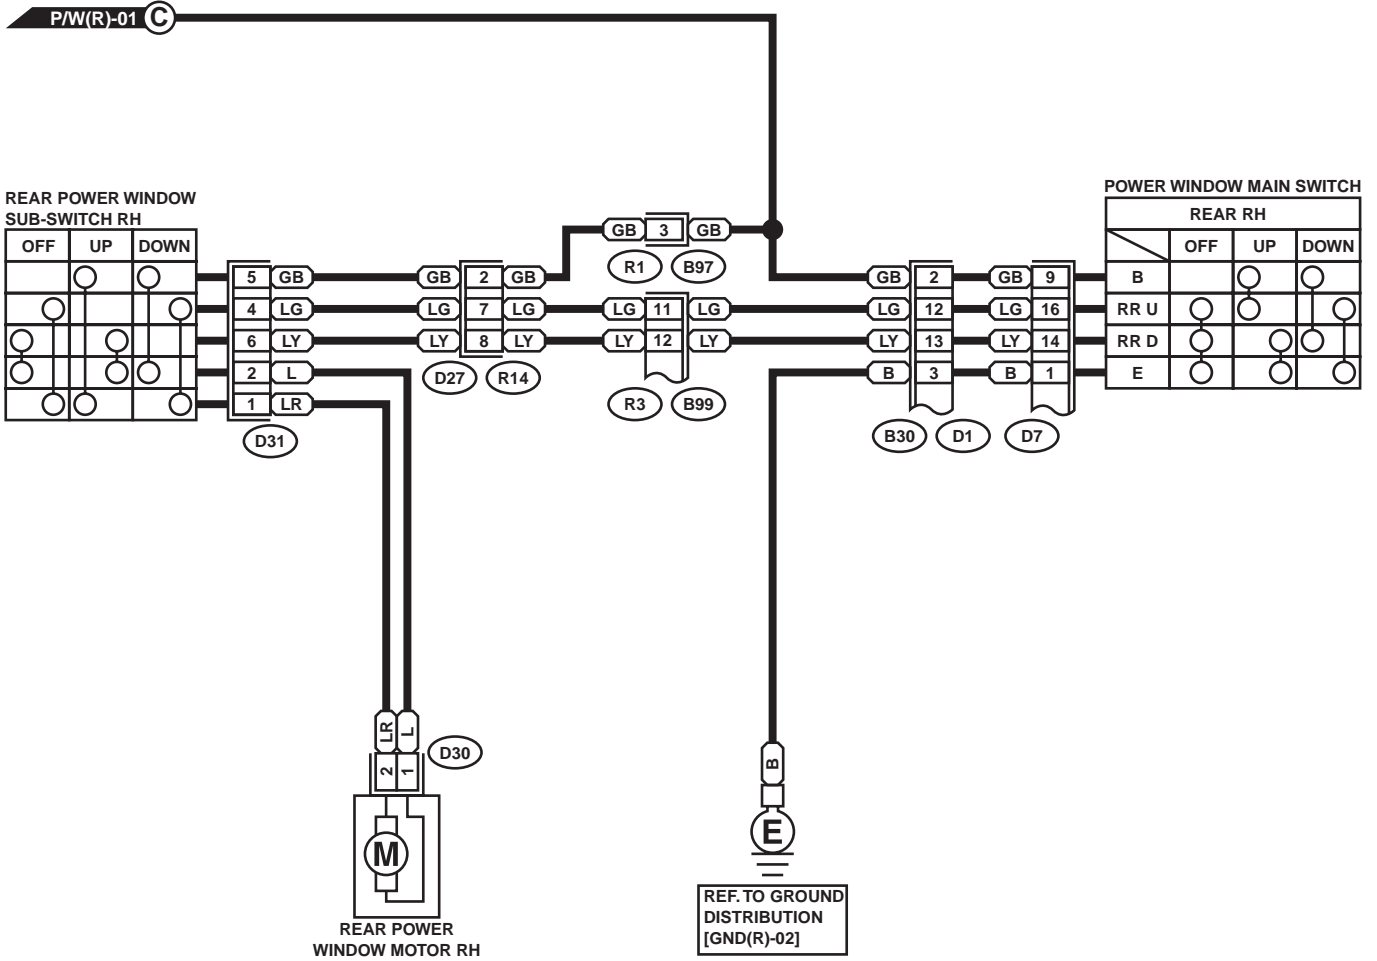 P/W(R)-01 C
REAR POWER WINDOW
SUB-SWITCH RH
OFF UP DOWN
POWER WINDOW MAIN SWITCH
REAR RH
OFF UP DOWN
GB 3 GB
R1 B97
5 GB GB 2 GB GB 2 GB 9 B
4 LG LG 7 LG LG 11 LG LG 12 LG 16 RR U
6 LY LY 8 LY LY 12 LY LY 13 LY 14 RR D
2 L B 3 B 1 E
D27 R14
1 LR
R3 B99
D31
B30 D1 D7
LR L
D30
2 1
B
M
E
REF. TO GROUND
DISTRIBUTION
[GND(R)-02]
REAR POWER
WINDOW MOTOR RH